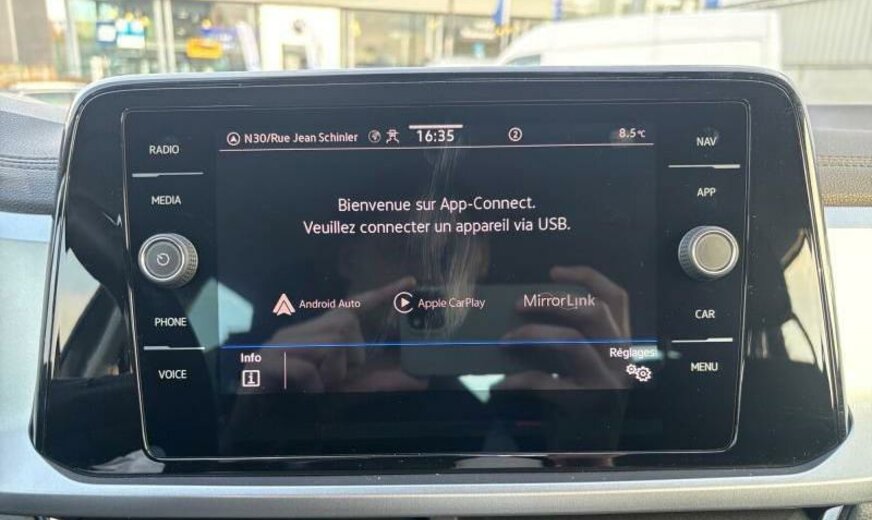 RADIO
MEDIA
PHONE
VOICE
N30/Rue Jean Schinler
16:35
2
8.5°C
Bienvenue sur App-Connect.
Veuillez connecter un appareil via USB.
Android Auto
Apple CarPlay
MirrorLink
Info
Réglages
NAV
APP
CAR
MENU